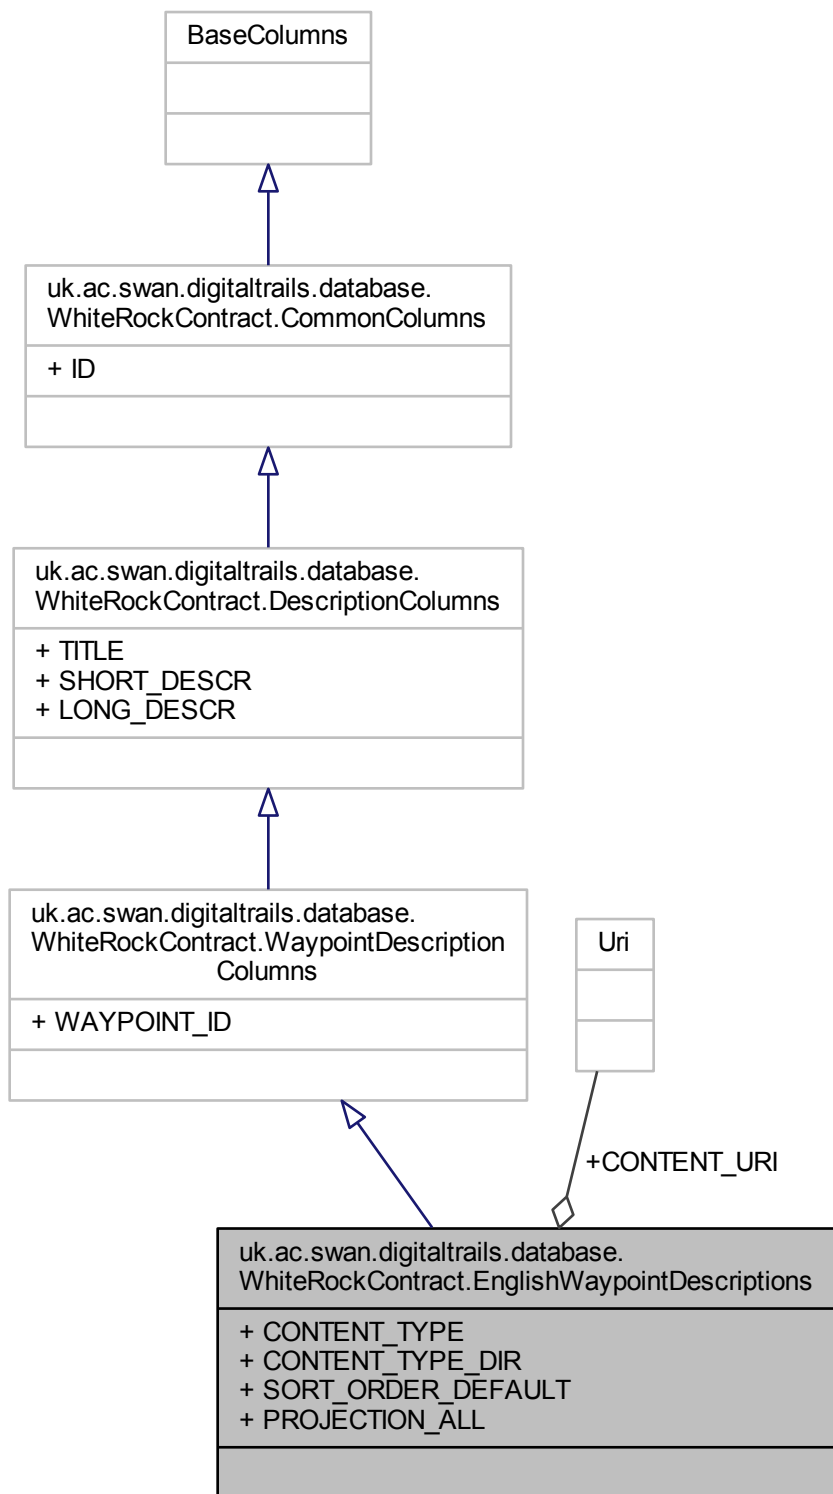 BaseColumns
uk.ac.swan.digitaltrails.database.
WhiteRockContract.CommonColumns
+ ID
uk.ac.swan.digitaltrails.database.
WhiteRockContract.DescriptionColumns
+ TITLE
+ SHORT_DESCR
+ LONG_DESCR
uk.ac.swan.digitaltrails.database.
WhiteRockContract.WaypointDescription
Columns
+ WAYPOINT_ID
Uri
+CONTENT_URI
uk.ac.swan.digitaltrails.database.
WhiteRockContract.EnglishWaypointDescriptions
+ CONTENT_TYPE
+ CONTENT_TYPE_DIR
+ SORT_ORDER_DEFAULT
+ PROJECTION_ALL